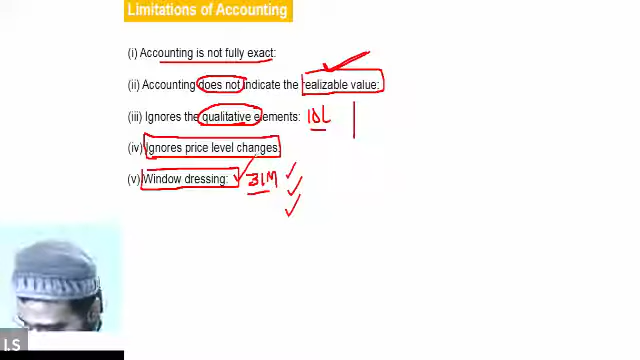 Limitations of Accounting
(i) Accounting is not fully exact:
(ii) Accounting does not indicate the realizable value:
(iii) Ignores the qualitative elements: 10L
(iv) Ignores price level changes:
(v) Window dressing: 31M
I.S